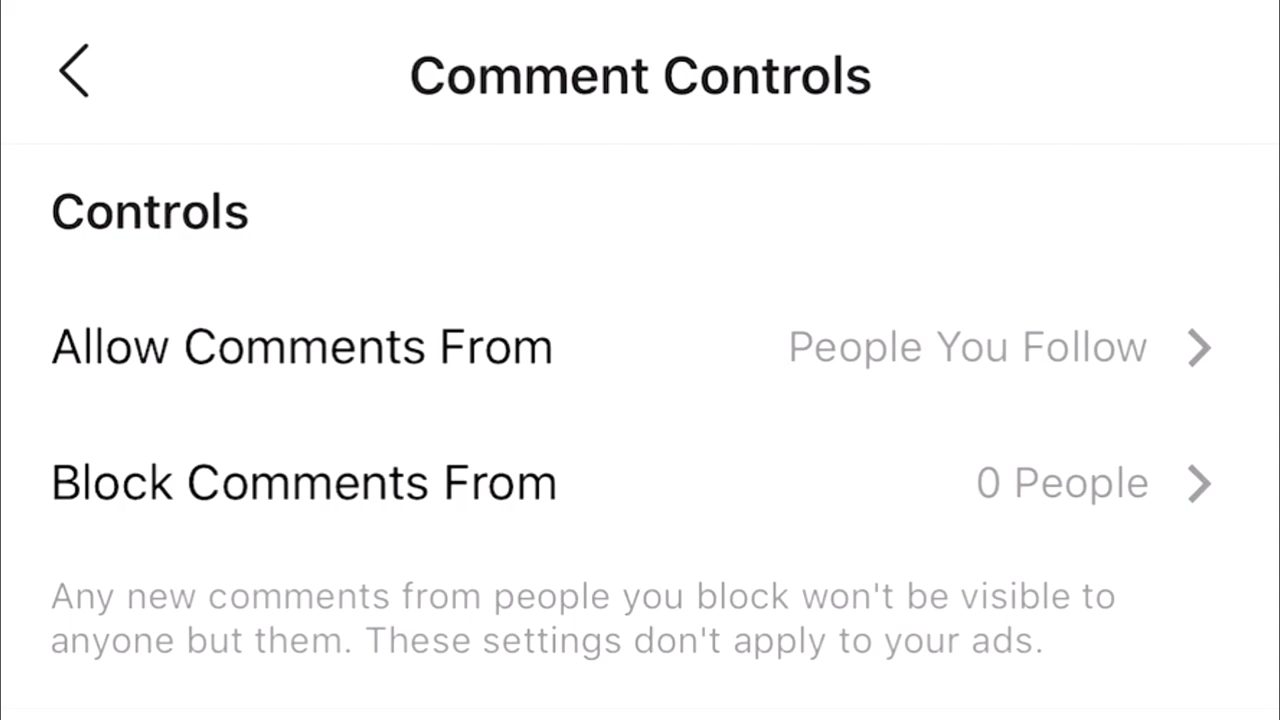 Comment Controls
Controls
Allow Comments From People You Follow
Block Comments From 0 People
Any new comments from people you block won't be visible to
anyone but them. These settings don't apply to your ads.